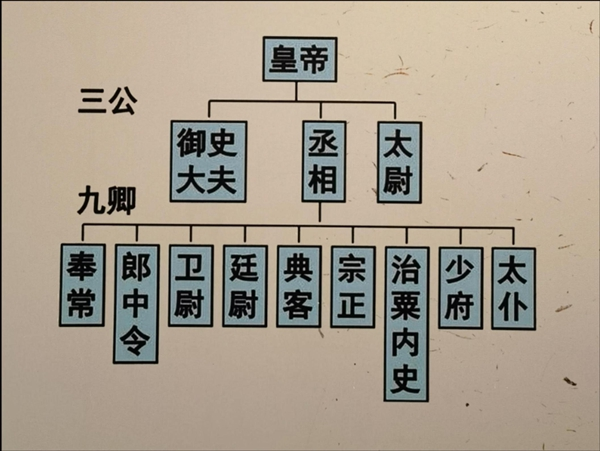 皇帝
三公
御史大夫
丞相
太尉
九卿
奉常
郎中令
卫尉
廷尉
典客
宗正
治粟内史
少府
太仆